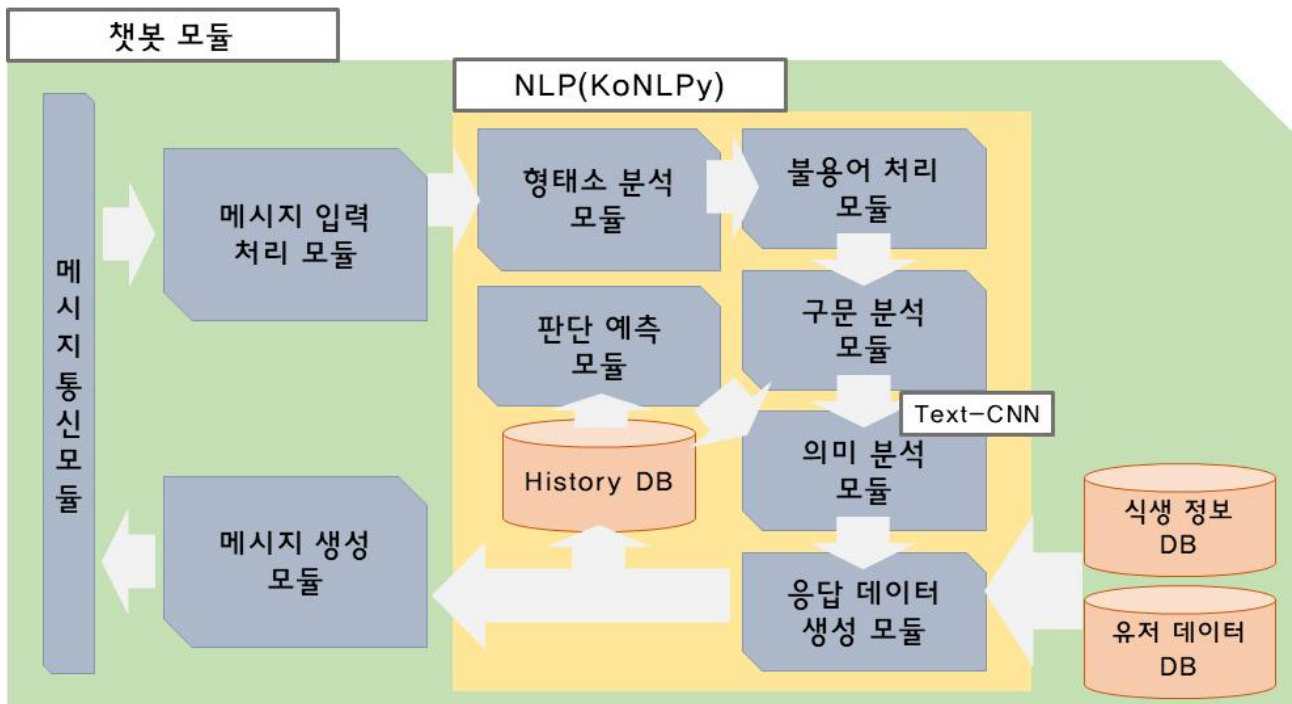 챗봇 모듈
NLP(KoNLPy)
메시지통신모듈
메시지 입력
처리 모듈
형태소 분석
모듈
불용어 처리
모듈
판단 예측
모듈
구문 분석
모듈
Text-CNN
History DB
의미 분석
모듈
메시지 생성
모듈
응답 데이터
생성 모듈
식생 정보
DB
유저 데이터
DB